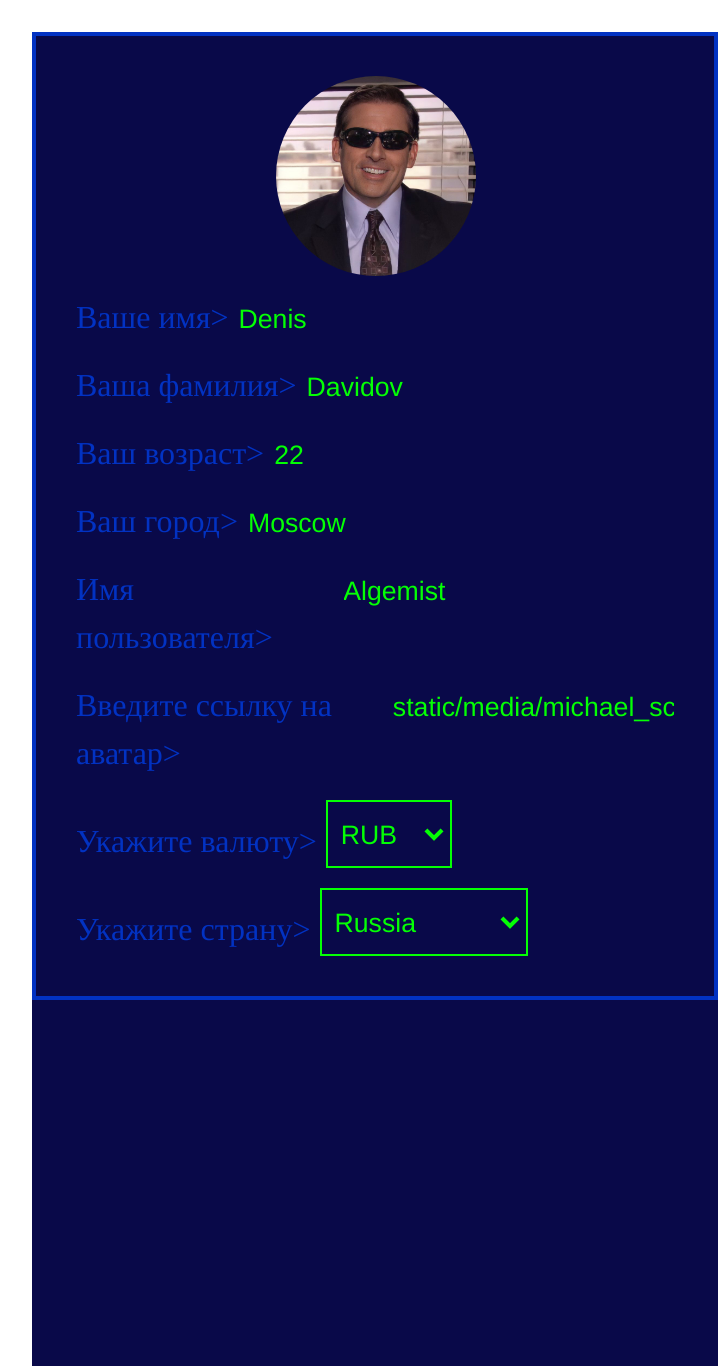 Ваше имя> Denis
Ваша фамилия> Davidov
Ваш возраст> 22
Ваш город> Moscow
Имя Algemist
пользователя>
Введите ссылку на static/media/michael_sc
аватар>
Укажите валюту> RUB
Укажите страну> Russia